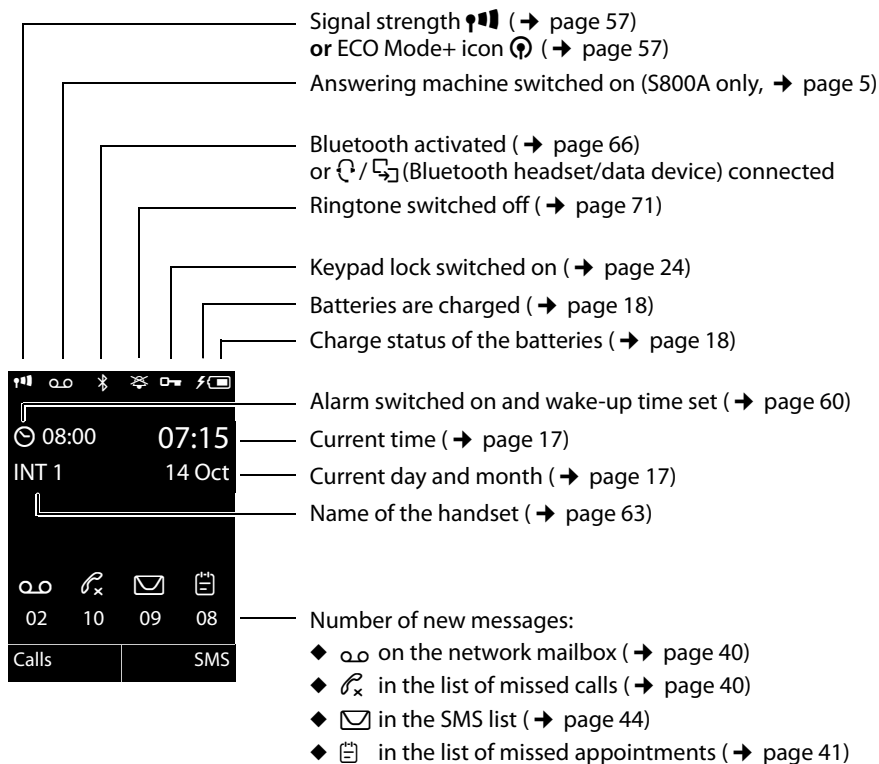 Signal strength (➔ page 57)
or ECO Mode+ icon (➔ page 57)
Answering machine switched on (S800A only, ➔ page 5)
Bluetooth activated (➔ page 66)
or / (Bluetooth headset/data device) connected
Ringtone switched off (➔ page 71)
Keypad lock switched on (➔ page 24)
Batteries are charged (➔ page 18)
Charge status of the batteries (➔ page 18)
Alarm switched on and wake-up time set (➔ page 60)
08:00 07:15
Current time (➔ page 17)
INT 1 14 Oct
Current day and month (➔ page 17)
Name of the handset (➔ page 63)
02 10 09 08
Number of new messages:
Calls SMS
◆ on the network mailbox (➔ page 40)
◆ in the list of missed calls (➔ page 40)
◆ in the SMS list (➔ page 44)
◆ in the list of missed appointments (➔ page 41)